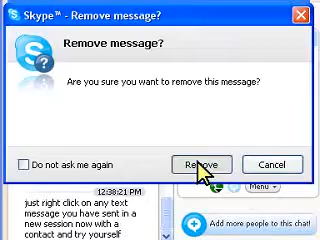 Skype™ - Remove message?
Remove message?
Are you sure you want to remove this message?
Do not ask me again
Remove
Cancel
12:38:21 PM
just right click on any text
message you have sent in a
new session now with a
contact and try yourself
Menu
Add more people to this chat!